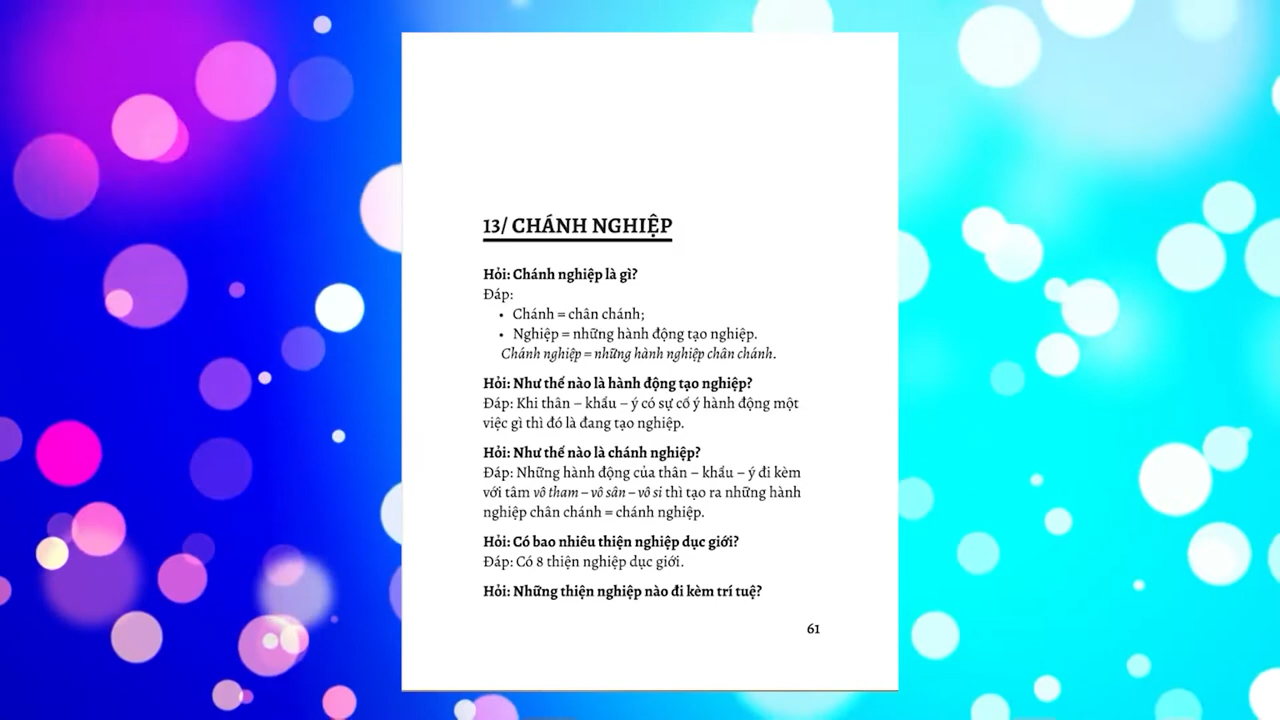 13/ CHÁNH NGHIỆP
Hỏi: Chánh nghiệp là gì?
Đáp:
• Chánh = chân chánh;
• Nghiệp = những hành động tạo nghiệp.
Chánh nghiệp = những hành nghiệp chân chánh.
Hỏi: Như thế nào là hành động tạo nghiệp?
Đáp: Khi thân – khẩu – ý có sự cố ý hành động một
việc gì thì đó là đang tạo nghiệp.
Hỏi: Như thế nào là chánh nghiệp?
Đáp: Những hành động của thân – khẩu – ý đi kèm
với tâm vô tham – vô sân – vô si thì tạo ra những hành
nghiệp chân chánh = chánh nghiệp.
Hỏi: Có bao nhiêu thiện nghiệp dục giới?
Đáp: Có 8 thiện nghiệp dục giới.
Hỏi: Những thiện nghiệp nào đi kèm trí tuệ?
61